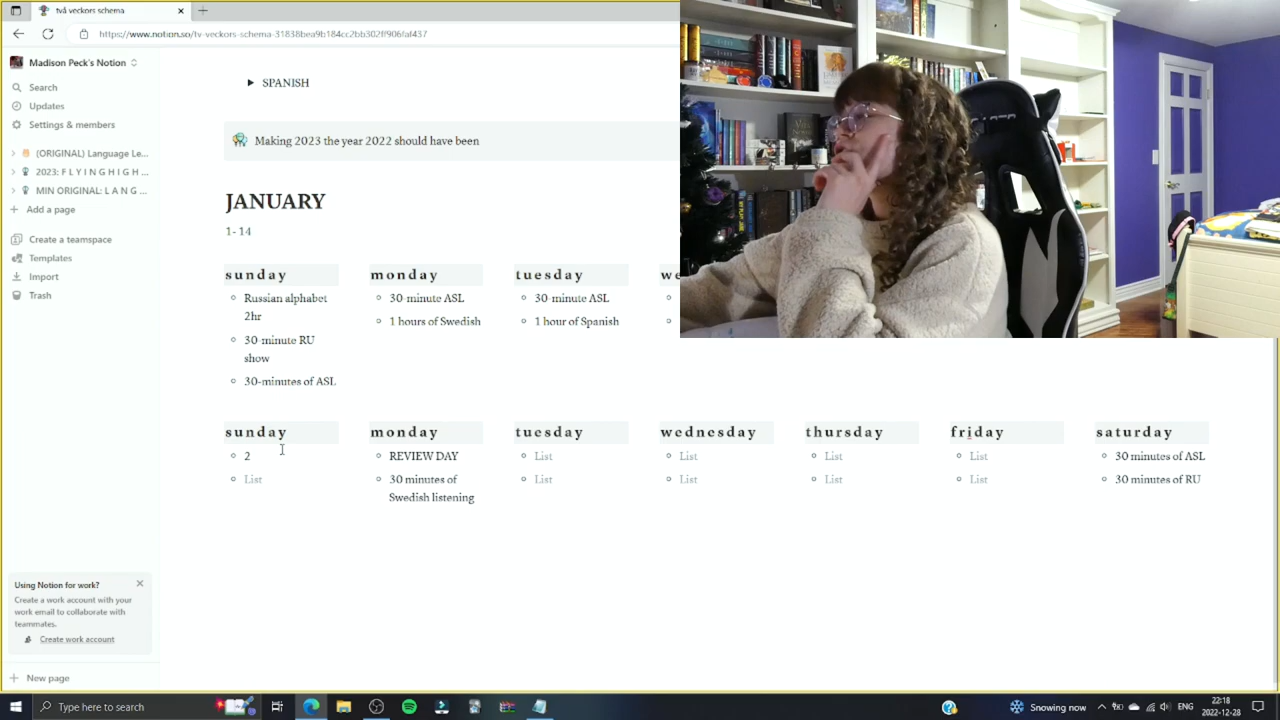 två veckors schema
https://www.notion.so/tv-veckors-schema-31838bea9b184cc2bb302ff906faf437
Madison Peck's Notion
Search
Updates
Settings & members
(ORIGINAL) Language Le...
2023: F L Y I N G H I G H ...
MIN ORIGINAL: L A N G ...
Add a page
Create a teamspace
Templates
Import
Trash
SPANISH
Making 2023 the year 2022 should have been
JANUARY
1- 14
sunday monday tuesday we
Russian alphabet
2hr
30-minute RU
show
30-minutes of ASL
30-minute ASL
1 hours of Swedish
30-minute ASL
1 hour of Spanish
sunday monday tuesday wednesday thursday friday saturday
2
List
REVIEW DAY
30 minutes of
Swedish listening
List
List
List
List
List
List
List
List
30 minutes of ASL
30 minutes of RU
Using Notion for work?
Create a work account with your
work email to collaborate with
teammates.
Create work account
New page
Type here to search
Snowing now
22:18
2022-12-28